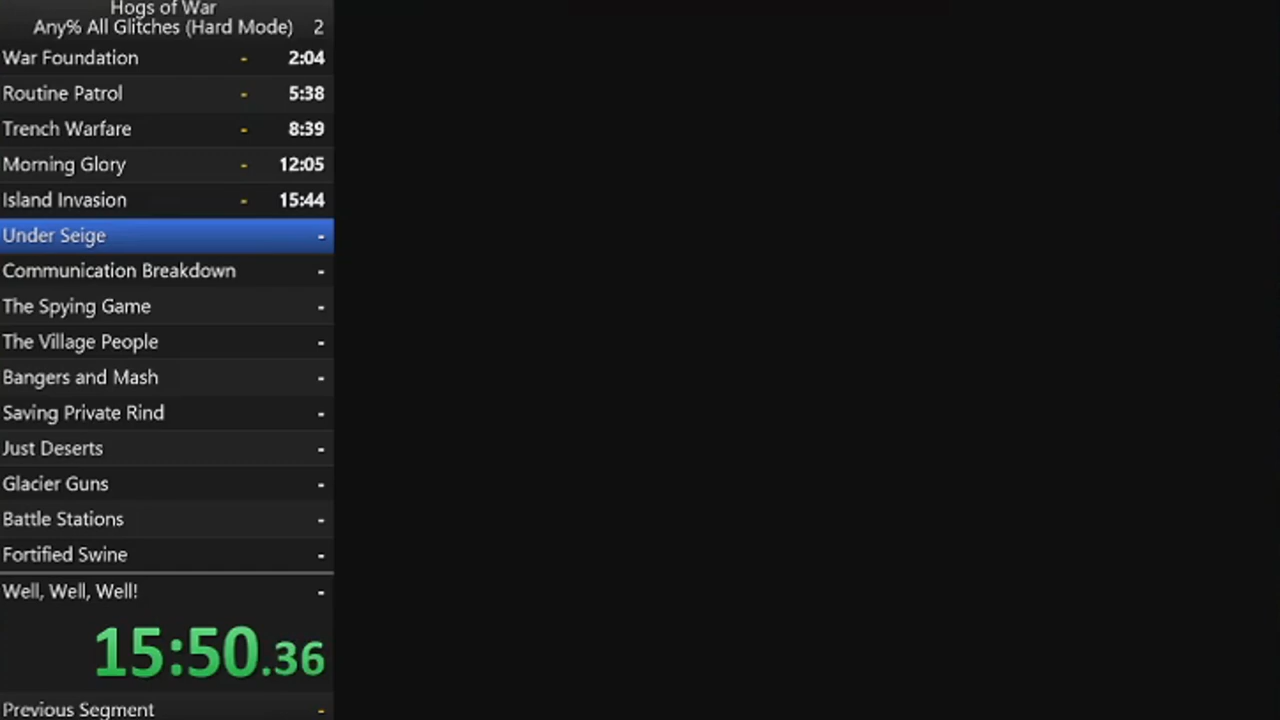 Hogs of War
Any% All Glitches (Hard Mode) 2
War Foundation - 2:04
Routine Patrol - 5:38
Trench Warfare - 8:39
Morning Glory - 12:05
Island Invasion - 15:44
Under Seige -
Communication Breakdown -
The Spying Game -
The Village People -
Bangers and Mash -
Saving Private Rind -
Just Deserts -
Glacier Guns -
Battle Stations -
Fortified Swine -
Well, Well, Well! -
15:50.36
Previous Segment -